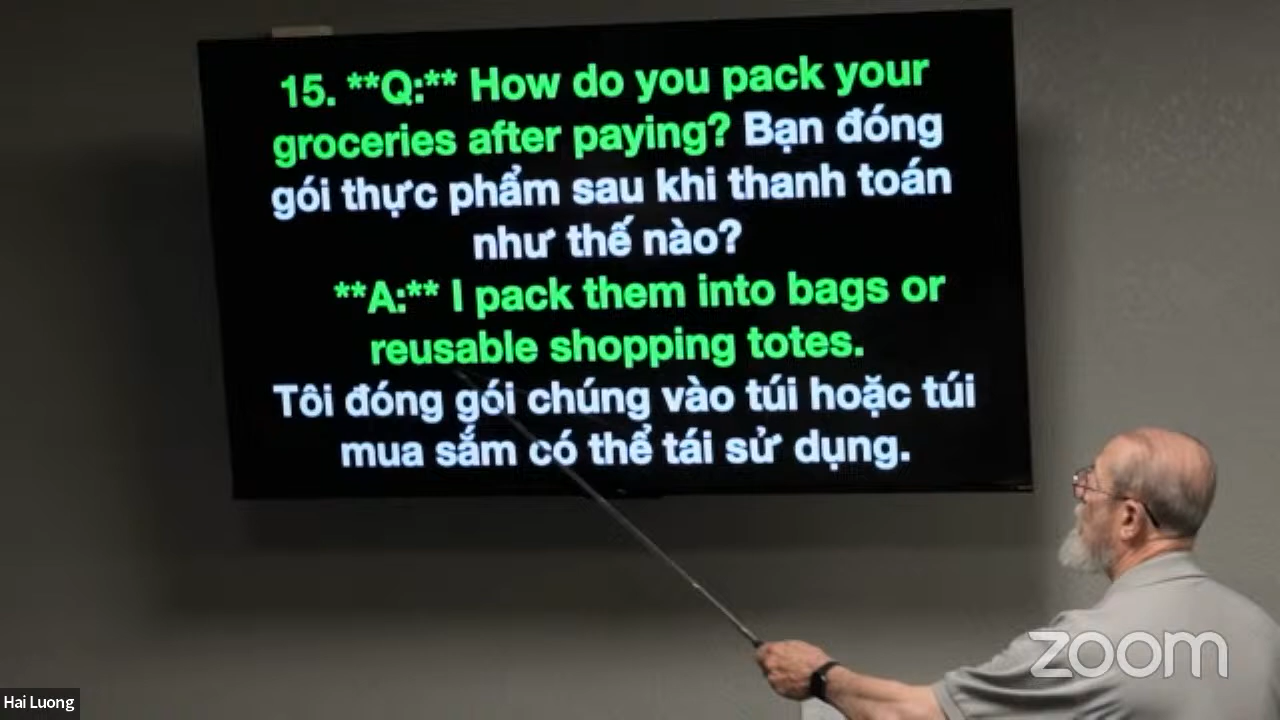 15. **Q:** How do you pack your
groceries after paying? Bạn đóng
gói thực phẩm sau khi thanh toán
như thế nào?
**A:** I pack them into bags or
reusable shopping totes.
Tôi đóng gói chúng vào túi hoặc túi
mua sắm có thể tái sử dụng.
zoom
Hai Luong